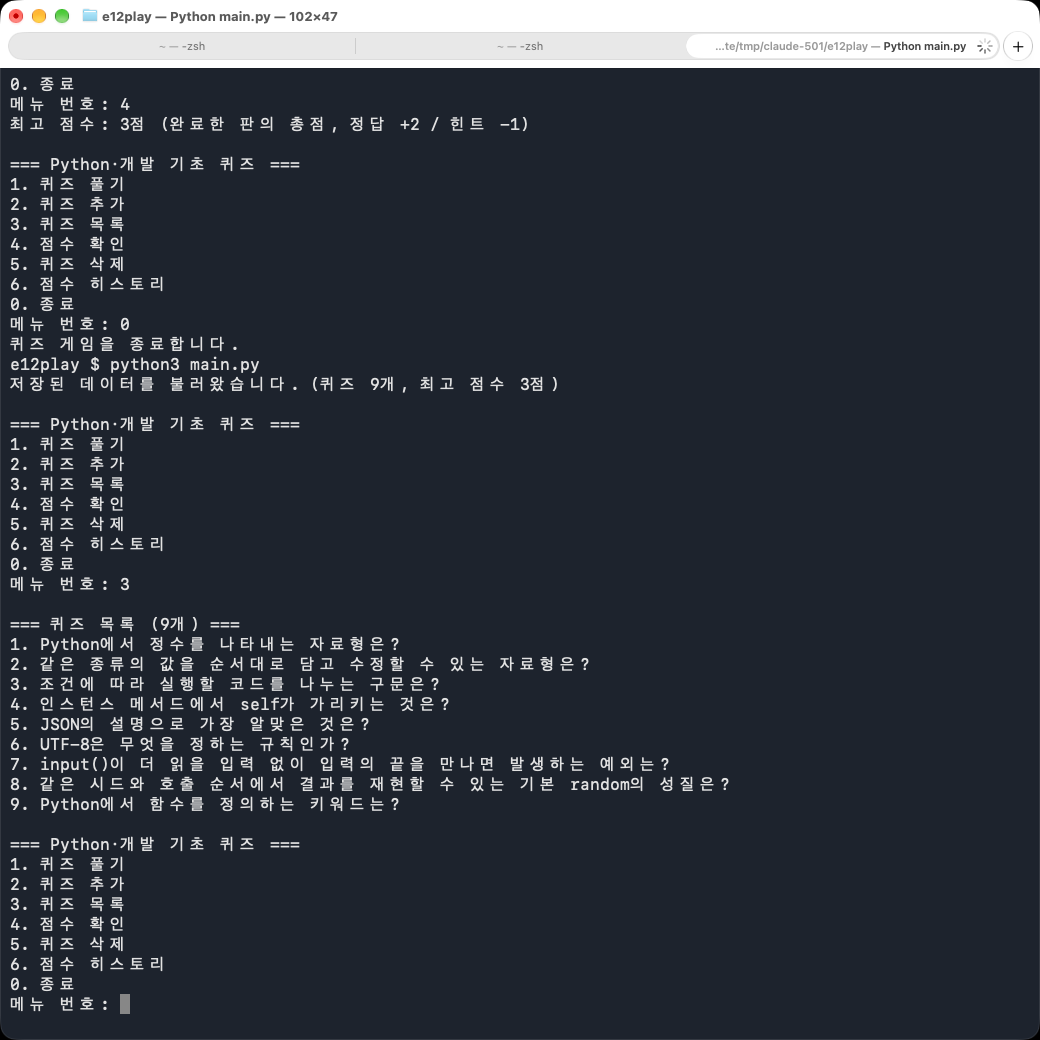 e12play — Python main.py — 102×47
~ — -zsh
~ — -zsh
...te/tmp/claude-501/e12play — Python main.py
+
0. 종료
메뉴 번호: 4
최고 점수: 3점 (완료한 판의 총점, 정답 +2 / 힌트 -1)
=== Python·개발 기초 퀴즈 ===
1. 퀴즈 풀기
2. 퀴즈 추가
3. 퀴즈 목록
4. 점수 확인
5. 퀴즈 삭제
6. 점수 히스토리
0. 종료
메뉴 번호: 0
퀴즈 게임을 종료합니다.
e12play $ python3 main.py
저장된 데이터를 불러왔습니다. (퀴즈 9개, 최고 점수 3점)
=== Python·개발 기초 퀴즈 ===
1. 퀴즈 풀기
2. 퀴즈 추가
3. 퀴즈 목록
4. 점수 확인
5. 퀴즈 삭제
6. 점수 히스토리
0. 종료
메뉴 번호: 3
=== 퀴즈 목록 (9개) ===
1. Python에서 정수를 나타내는 자료형은?
2. 같은 종류의 값을 순서대로 담고 수정할 수 있는 자료형은?
3. 조건에 따라 실행할 코드를 나누는 구문은?
4. 인스턴스 메서드에서 self가 가리키는 것은?
5. JSON의 설명으로 가장 알맞은 것은?
6. UTF-8은 무엇을 정하는 규칙인가?
7. input()이 더 읽을 입력 없이 입력의 끝을 만나면 발생하는 예외는?
8. 같은 시드와 호출 순서에서 결과를 재현할 수 있는 기본 random의 성질은?
9. Python에서 함수를 정의하는 키워드는?
=== Python·개발 기초 퀴즈 ===
1. 퀴즈 풀기
2. 퀴즈 추가
3. 퀴즈 목록
4. 점수 확인
5. 퀴즈 삭제
6. 점수 히스토리
0. 종료
메뉴 번호: